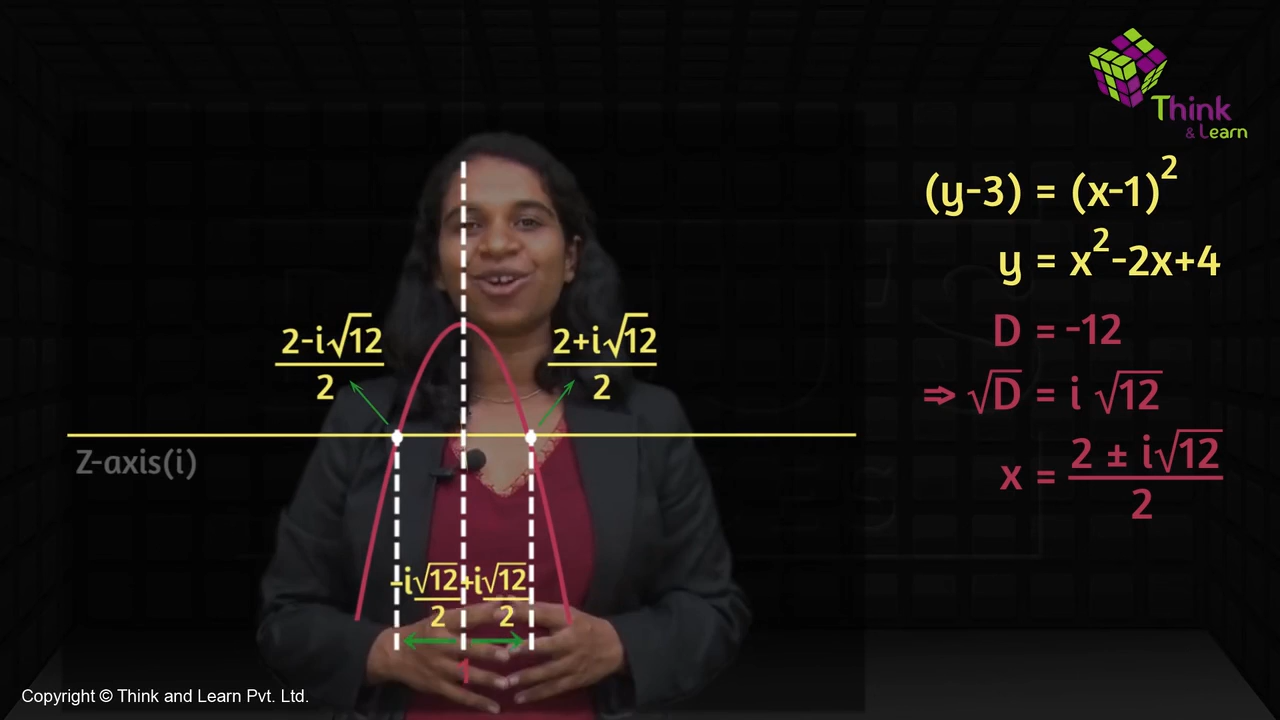 Think
& Learn
(y-3) = (x-1)²
y = x²-2x+4
D = -12
⇒ √D = i √12
x = (2 ± i√12)/2
(2-i√12)/2
(2+i√12)/2
Z-axis(i)
-i√12/2 +i√12/2
1
Copyright © Think and Learn Pvt. Ltd.